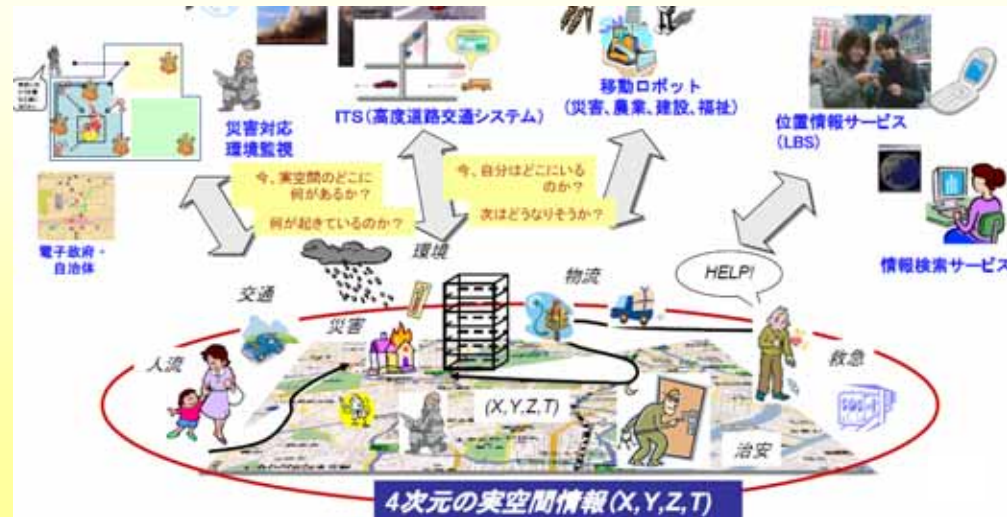 災害対応
環境監視
ITS(高度道路交通システム)
移動ロボット
(災害、農業、建設、福祉)
位置情報サービス
(LBS)
電子政府・
自治体
今、実空間のどこに
何があるか?
何が起きているのか?
今、自分はどこにいる
のか?
次はどうなりそうか?
情報検索サービス
環境
物流
HELP!
交通
災害
人流
救急
(X,Y,Z,T)
治安
4次元の実空間情報(X,Y,Z,T)